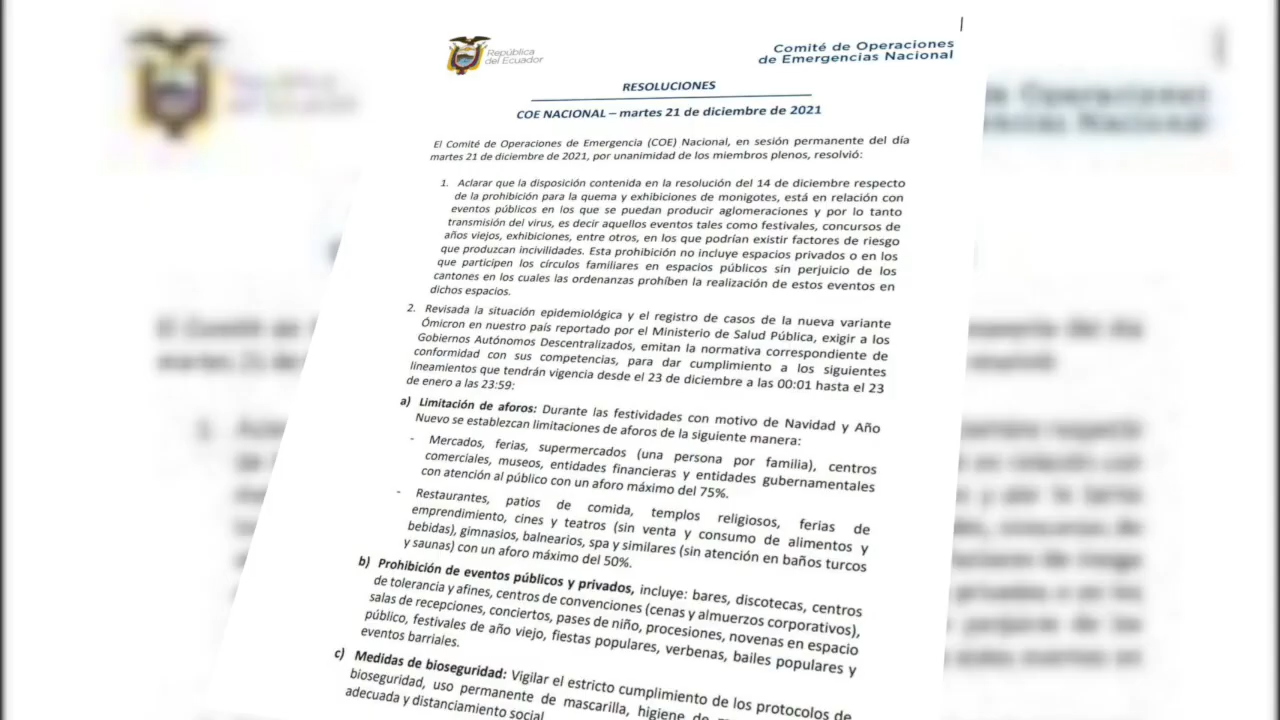 República
del Ecuador
Comité de Operaciones
de Emergencias Nacional
RESOLUCIONES
COE NACIONAL – martes 21 de diciembre de 2021
El Comité de Operaciones de Emergencia (COE) Nacional, en sesión permanente del día
martes 21 de diciembre de 2021, por unanimidad de los miembros plenos, resolvió:
1. Aclarar que la disposición contenida en la resolución del 14 de diciembre respecto
de la prohibición para la quema y exhibiciones de monigotes, está en relación con
eventos públicos en los que se puedan producir aglomeraciones y por lo tanto
transmisión del virus, es decir aquellos eventos tales como festivales, concursos de
años viejos, exhibiciones, entre otros, en los que podrían existir factores de riesgo
que produzcan incivilidades. Esta prohibición no incluye espacios privados o en los
que participen los círculos familiares en espacios públicos sin perjuicio de los
cantones en los cuales las ordenanzas prohíben la realización de estos eventos en
dichos espacios.
2. Revisada la situación epidemiológica y el registro de casos de la nueva variante
Ómicron en nuestro país reportado por el Ministerio de Salud Pública, exigir a los
Gobiernos Autónomos Descentralizados, emitan la normativa correspondiente de
conformidad con sus competencias, para dar cumplimiento a los siguientes
lineamientos que tendrán vigencia desde el 23 de diciembre a las 00:01 hasta el 23
de enero a las 23:59:
a) Limitación de aforos: Durante las festividades con motivo de Navidad y Año
Nuevo se establezcan limitaciones de aforos de la siguiente manera:
- Mercados, ferias, supermercados (una persona por familia), centros
comerciales, museos, entidades financieras y entidades gubernamentales
con atención al público con un aforo máximo del 75%.
- Restaurantes, patios de comida, templos religiosos, ferias de
emprendimiento, cines y teatros (sin venta y consumo de alimentos y
bebidas), gimnasios, balnearios, spa y similares (sin atención en baños turcos
y saunas) con un aforo máximo del 50%.
b) Prohibición de eventos públicos y privados, incluye: bares, discotecas, centros
de tolerancia y afines, centros de convenciones (cenas y almuerzos corporativos),
salas de recepciones, conciertos, pases de niño, procesiones, novenas en espacio
público, festivales de año viejo, fiestas populares, verbenas, bailes populares y
eventos barriales.
c) Medidas de bioseguridad: Vigilar el estricto cumplimiento de los protocolos de
bioseguridad, uso permanente de mascarilla, higiene de
adecuada y distanciamiento social